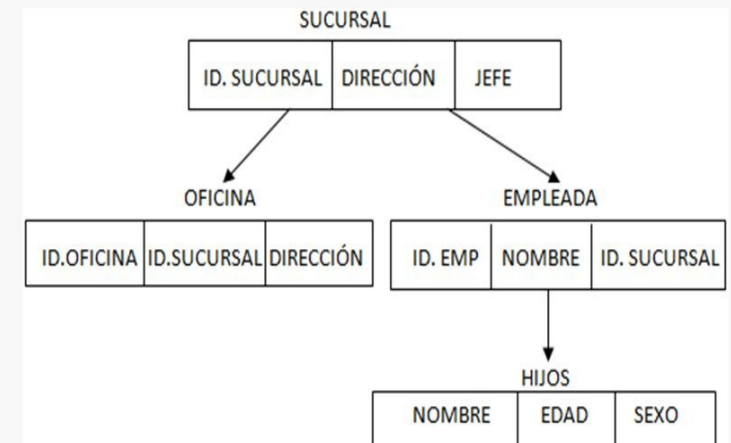 SUCURSAL
ID. SUCURSAL DIRECCIÓN JEFE
OFICINA EMPLEADA
ID.OFICINA ID.SUCURSAL DIRECCIÓN ID. EMP NOMBRE ID. SUCURSAL
HIJOS
NOMBRE EDAD SEXO